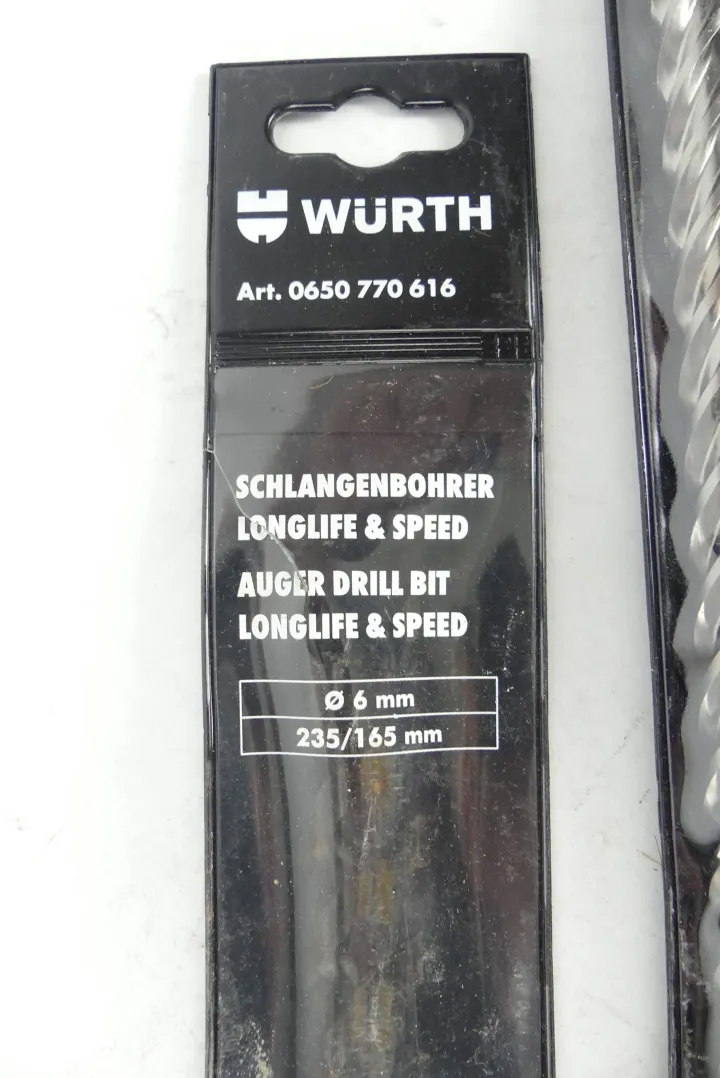 WÜRTH
Art. 0650 770 616
SCHLANGENBOHRER
LONGLIFE & SPEED
AUGER DRILL BIT
LONGLIFE & SPEED
Ø 6 mm
235/165 mm